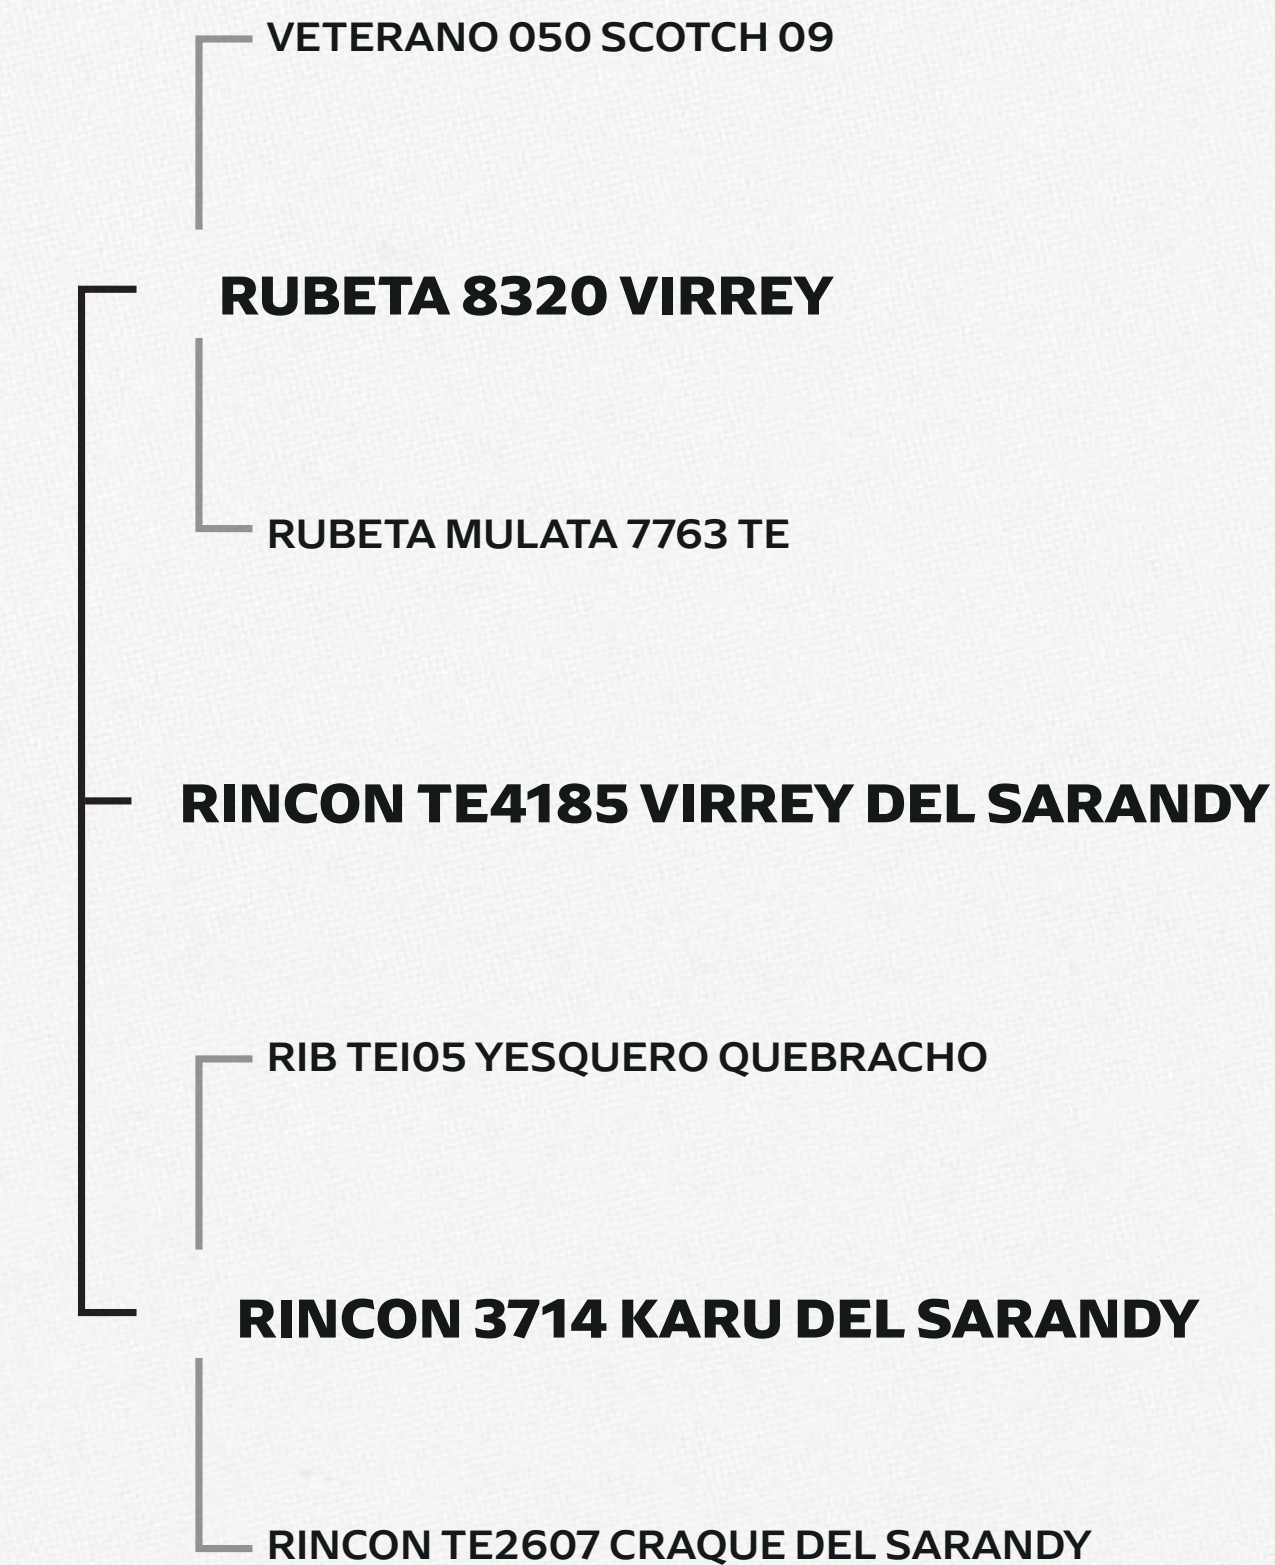 VETERANO 050 SCOTCH 09
RUBETA 8320 VIRREY
RUBETA MULATA 7763 TE
RINCON TE4185 VIRREY DEL SARANDY
RIB TEI05 YESQUERO QUEBRACHO
RINCON 3714 KARU DEL SARANDY
RINCON TE2607 CRAQUE DEL SARANDY